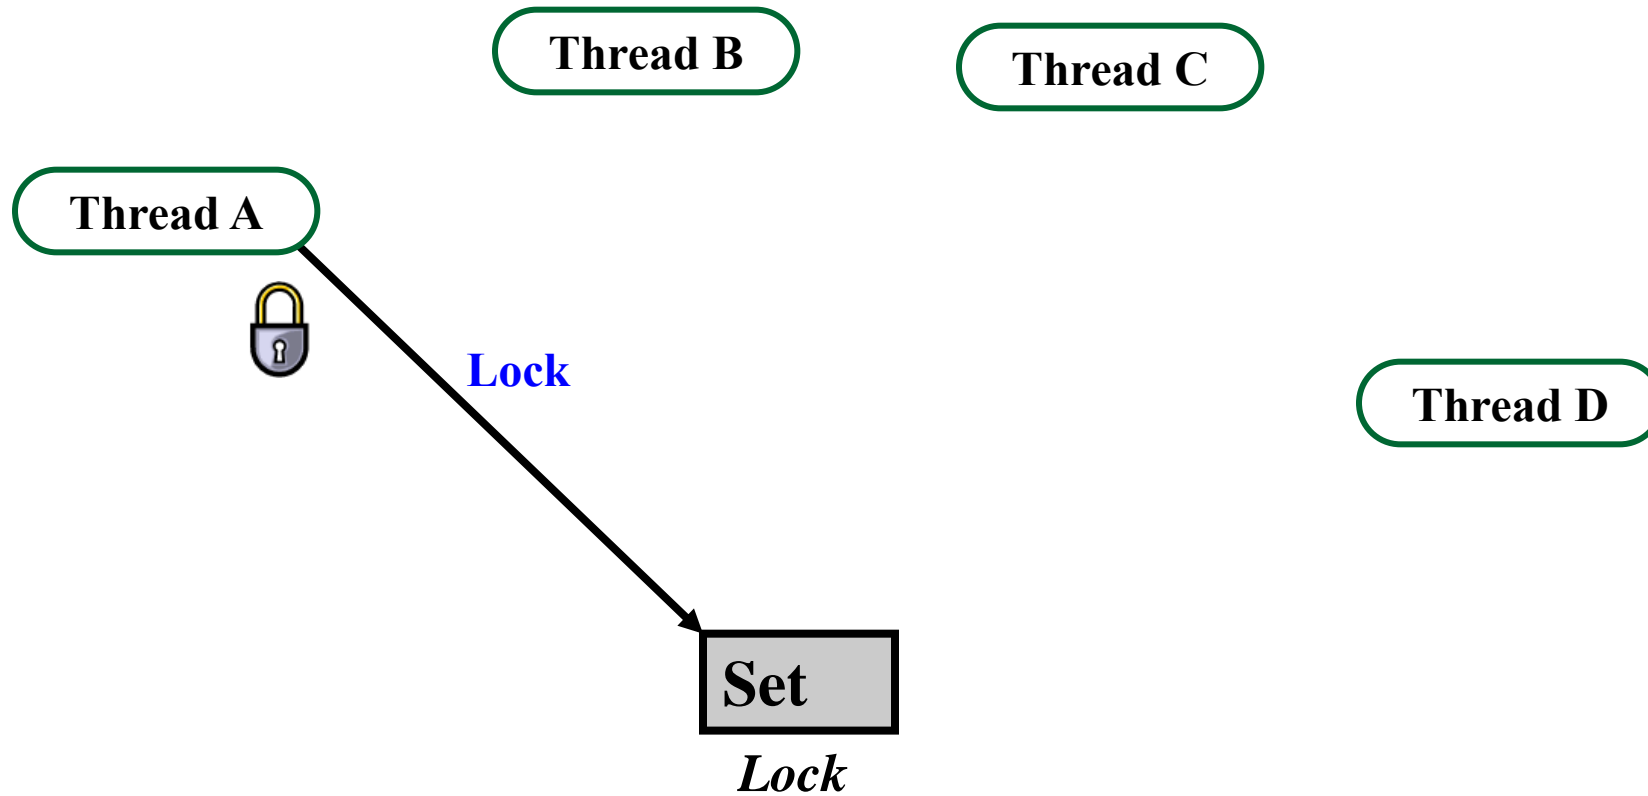 Thread B
Thread C
Thread A
Lock
Thread D
Set
Lock